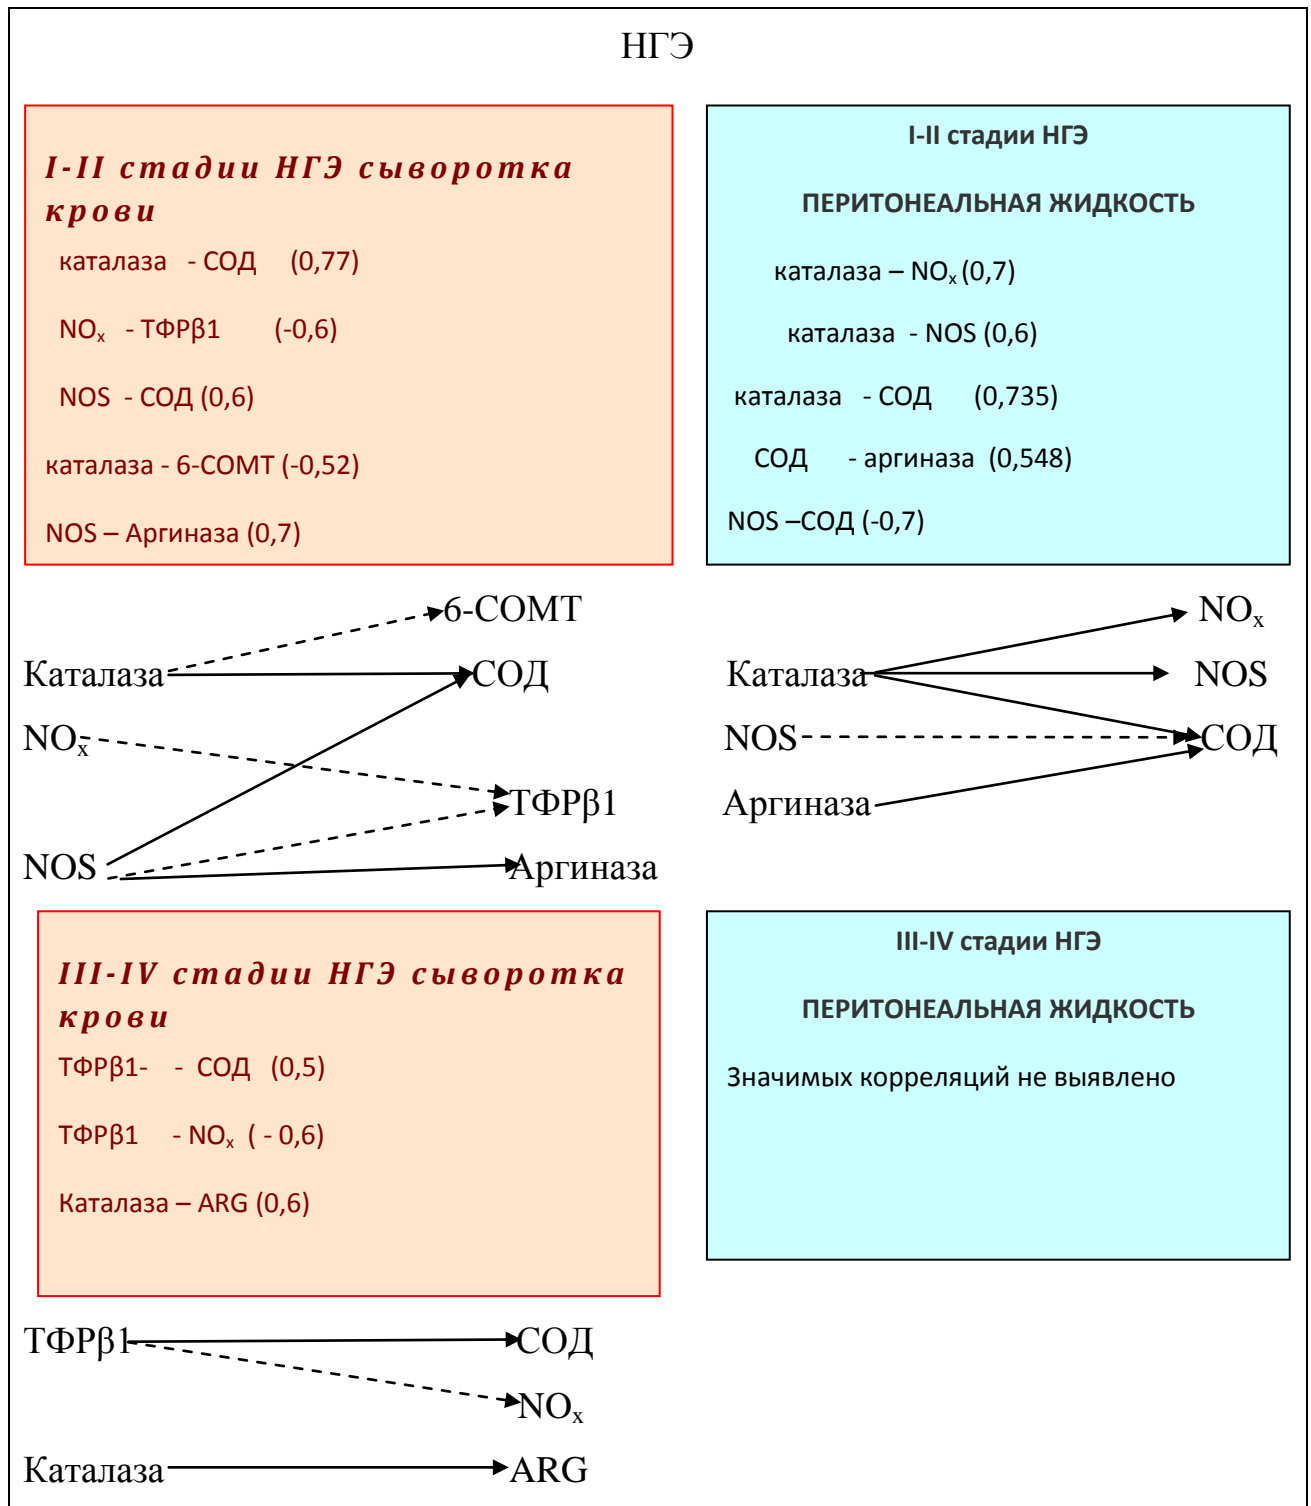 НГЭ
I-II стадии НГЭ сыворотка
крови
каталаза - СОД (0,77)
NOₓ - ТФРβ1 (-0,6)
NOS - СОД (0,6)
каталаза - 6-СОМТ (-0,52)
NOS – Аргиназа (0,7)
I-II стадии НГЭ
ПЕРИТОНЕАЛЬНАЯ ЖИДКОСТЬ
каталаза – NOₓ (0,7)
каталаза - NOS (0,6)
каталаза - СОД (0,735)
СОД - аргиназа (0,548)
NOS –СОД (-0,7)
6-СОМТ
Каталаза
СОД
NOₓ
ТФРβ1
NOS
Аргиназа
NOₓ
Каталаза
NOS
NOS
СОД
Аргиназа
III-IV стадии НГЭ сыворотка
крови
ТФРβ1- - СОД (0,5)
ТФРβ1 - NOₓ ( - 0,6)
Каталаза – ARG (0,6)
III-IV стадии НГЭ
ПЕРИТОНЕАЛЬНАЯ ЖИДКОСТЬ
Значимых корреляций не выявлено
ТФРβ1
СОД
NOₓ
Каталаза
ARG